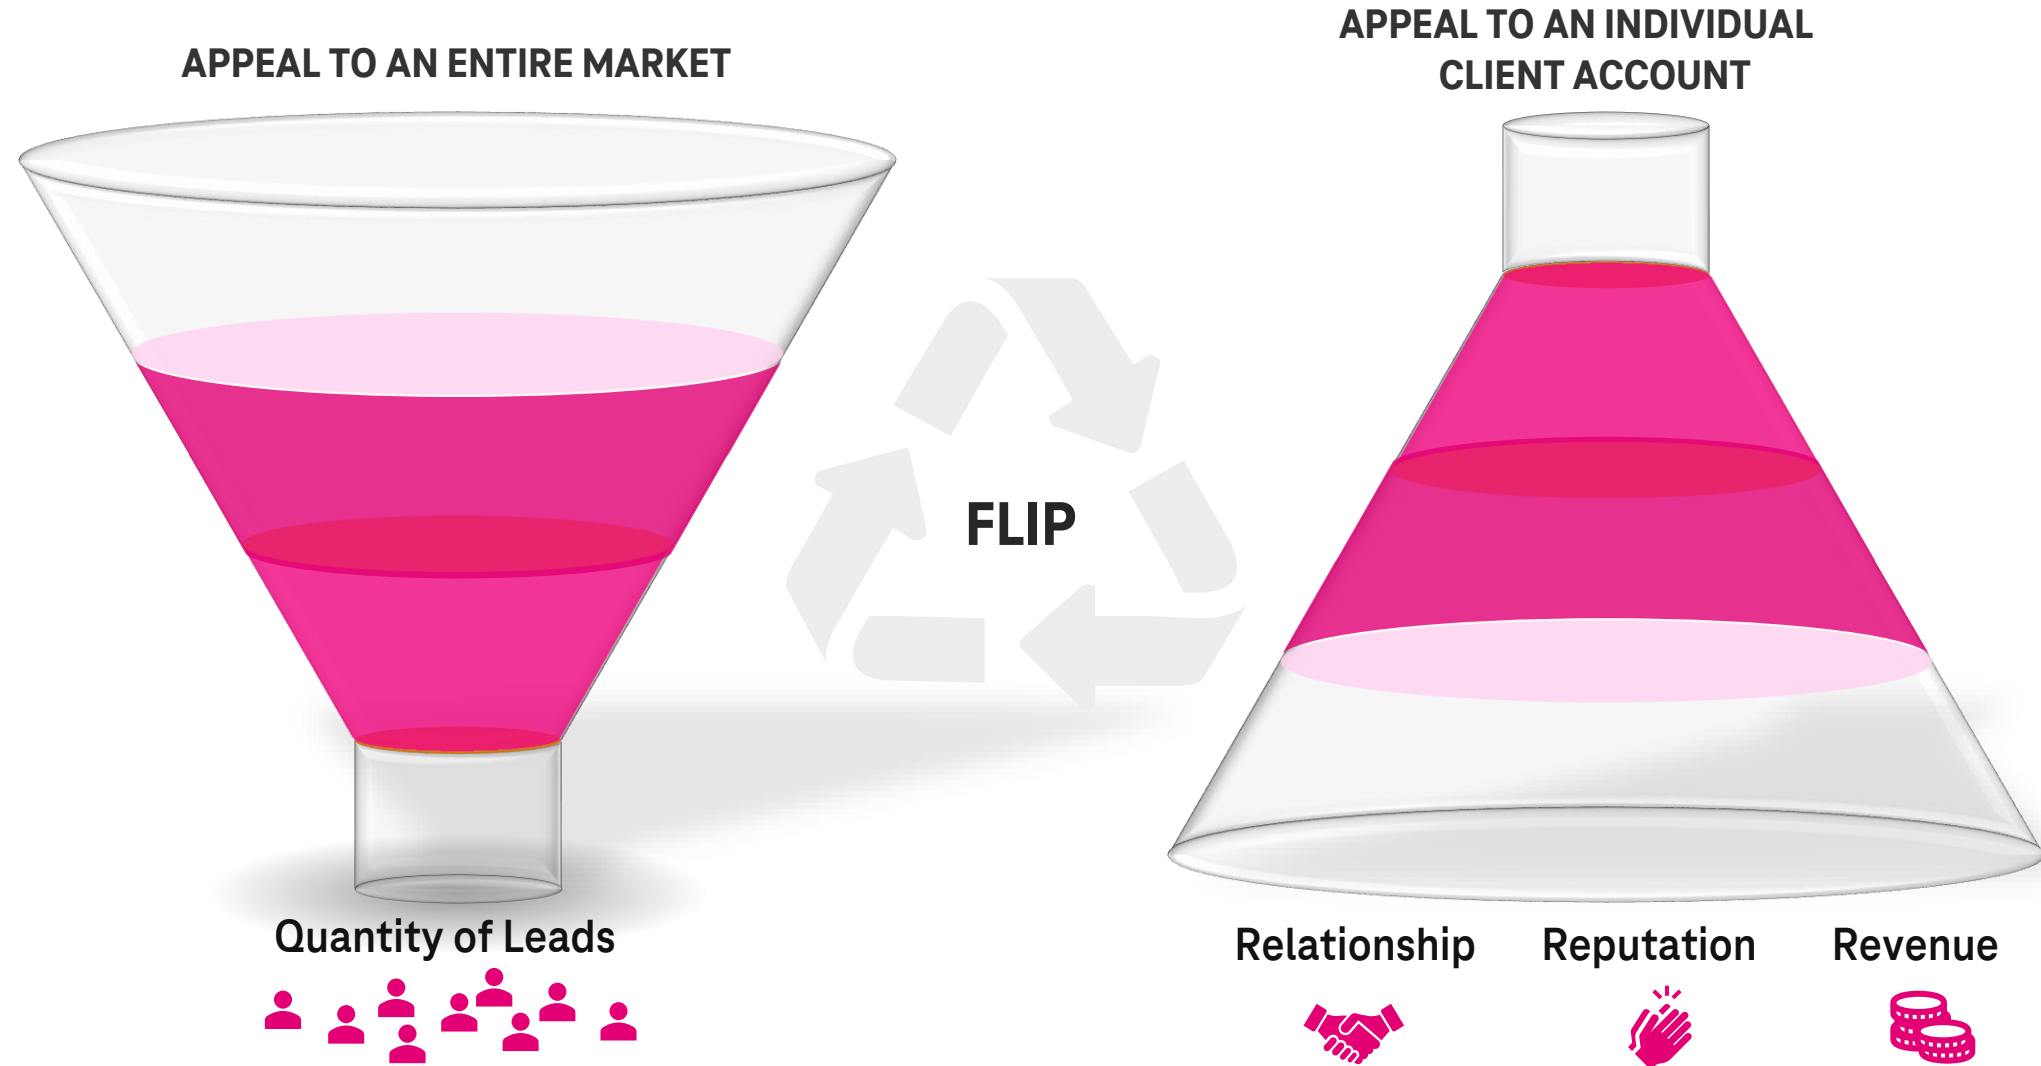 APPEAL TO AN ENTIRE MARKET
APPEAL TO AN INDIVIDUAL
CLIENT ACCOUNT
FLIP
Quantity of Leads
Relationship
Reputation
Revenue